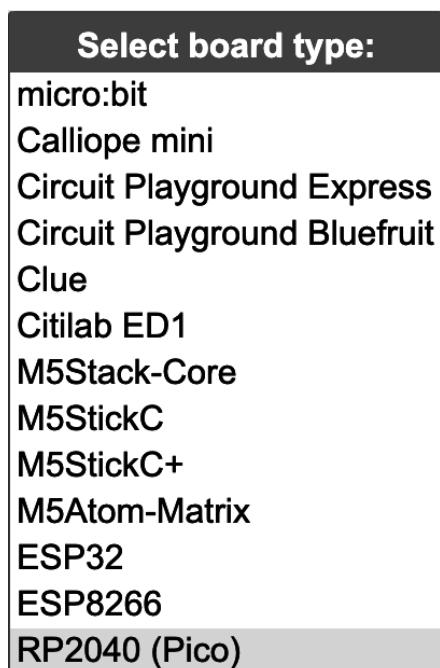 Select board type:
micro:bit
Calliope mini
Circuit Playground Express
Circuit Playground Bluefruit
Clue
Citilab ED1
M5Stack-Core
M5StickC
M5StickC+
M5Atom-Matrix
ESP32
ESP8266
RP2040 (Pico)